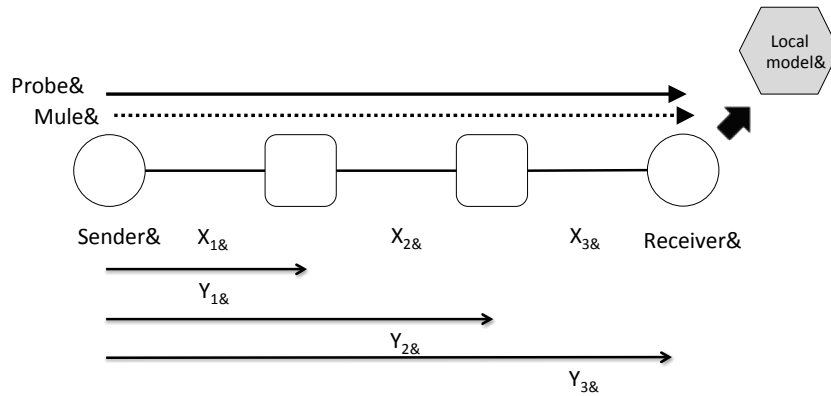 Local
model&
Probe&
Mule&
Sender&
X1&
X2&
X3&
Receiver&
Y1&
Y2&
Y3&